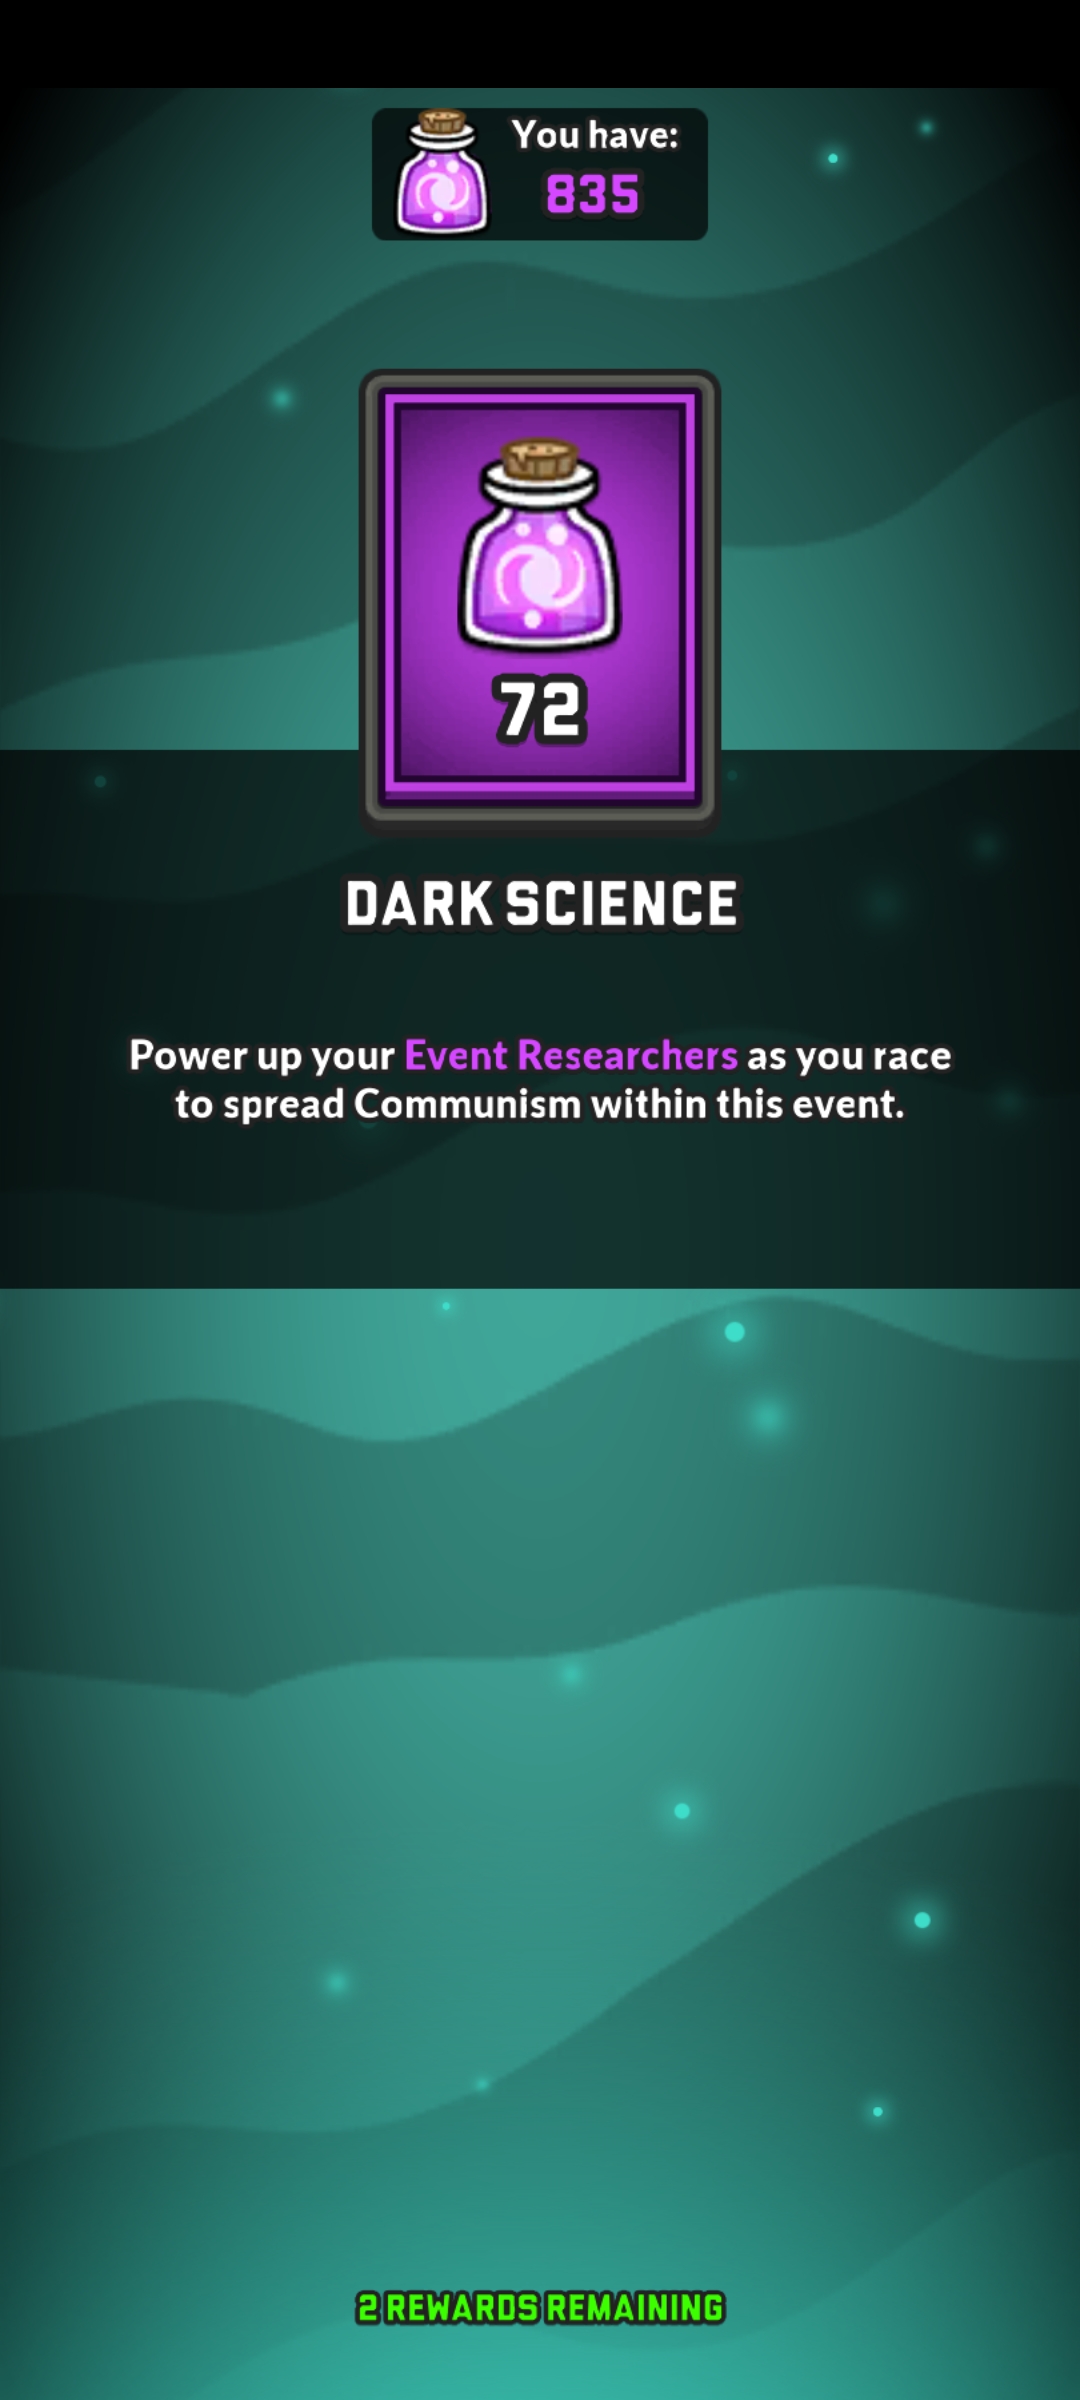 You have:
835
72
DARK SCIENCE
Power up your Event Researchers as you race
to spread Communism within this event.
2 REWARDS REMAINING